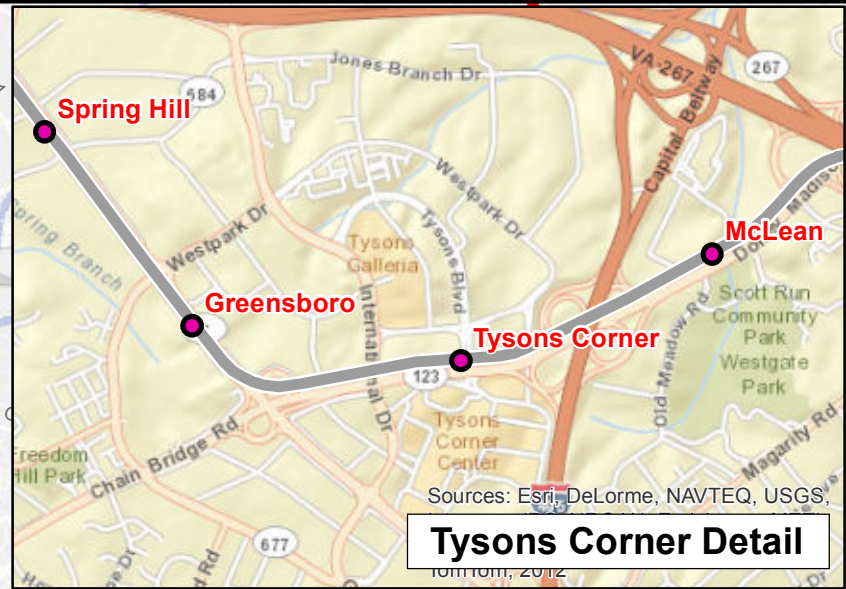 Jones Branch Dr
VA-267
267
684
Spring Hill
Capital Beltway
Westpark Dr
Spring Branch
Westpark Dr
Tysons Blvd
McLean
Dolley Madison
Tysons
Galleria
Greensboro
International Dr
Scott Run
Community
Park
Westgate
Park
Old Meadow Rd
Tysons Corner
123
Tysons
Corner
Center
Chain Bridge Rd
Freedom
Hill Park
Magarity Rd
677
Sources: Esri, DeLorme, NAVTEQ, USGS,
Tysons Corner Detail
TomTom, 2012